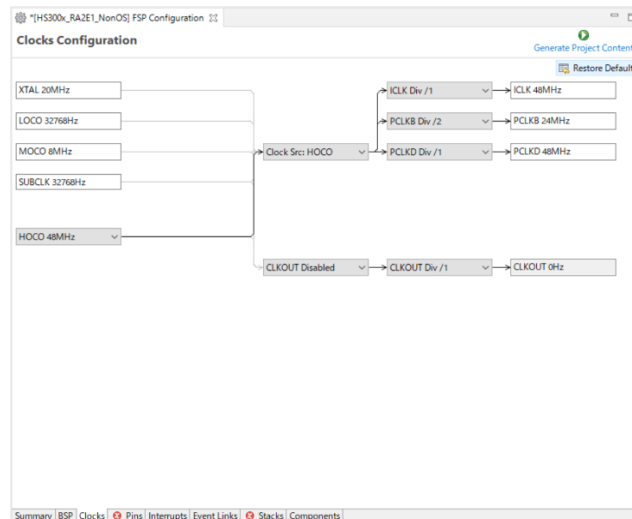 *[HS300x_RA2E1_NonOS] FSP Configuration
Clocks Configuration
Generate Project Content
Restore Default
XTAL 20MHz
ICLK Div /1
ICLK 48MHz
LOCO 32768Hz
PCLKB Div /2
PCLKB 24MHz
MOCO 8MHz
Clock Src: HOCO
PCLKD Div /1
PCLKD 48MHz
SUBCLK 32768Hz
HOCO 48MHz
CLKOUT Disabled
CLKOUT Div /1
CLKOUT 0Hz
Summary BSP Clocks Pins Interrupts Event Links Stacks Components